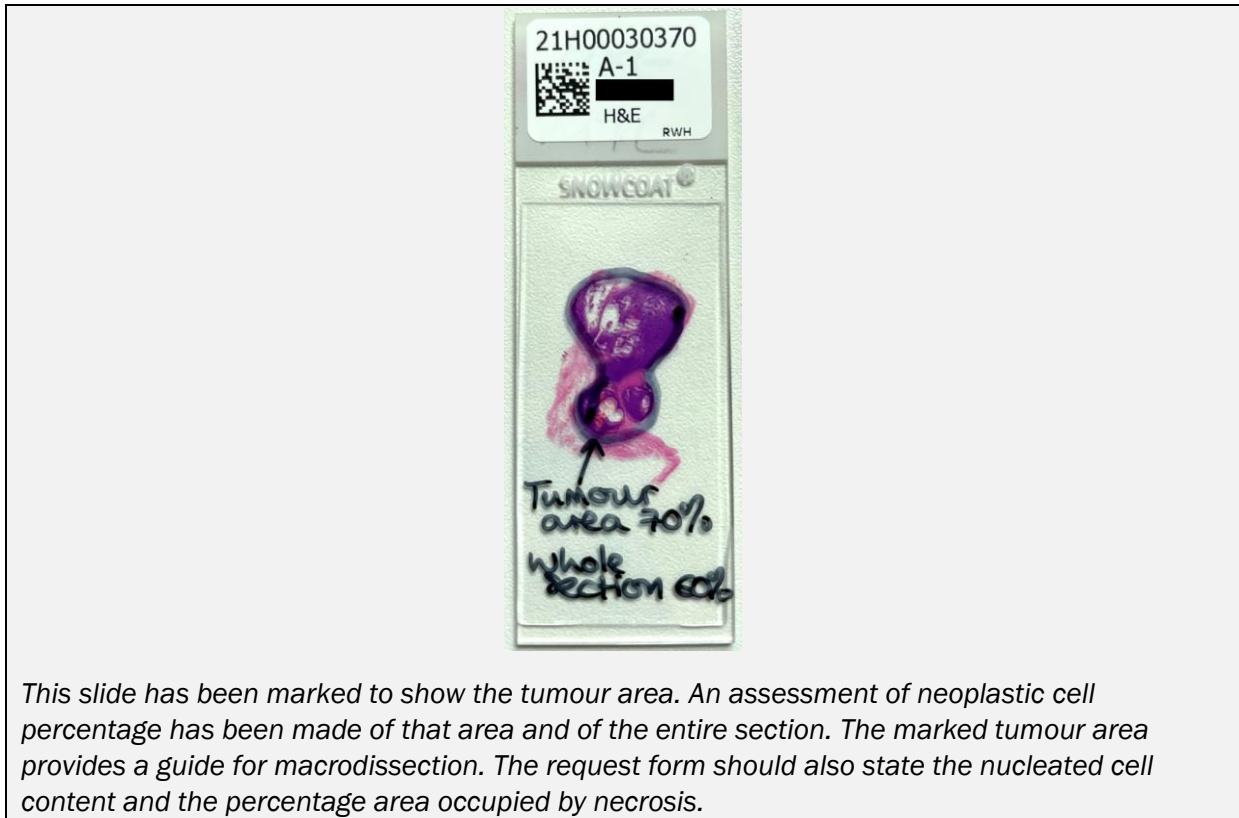 21H00030370
A-1
H&E
RWH
SNOWCOAT®
Tumour
area 70%
Whole
section 60%
This slide has been marked to show the tumour area. An assessment of neoplastic cell
percentage has been made of that area and of the entire section. The marked tumour area
provides a guide for macrodissection. The request form should also state the nucleated cell
content and the percentage area occupied by necrosis.